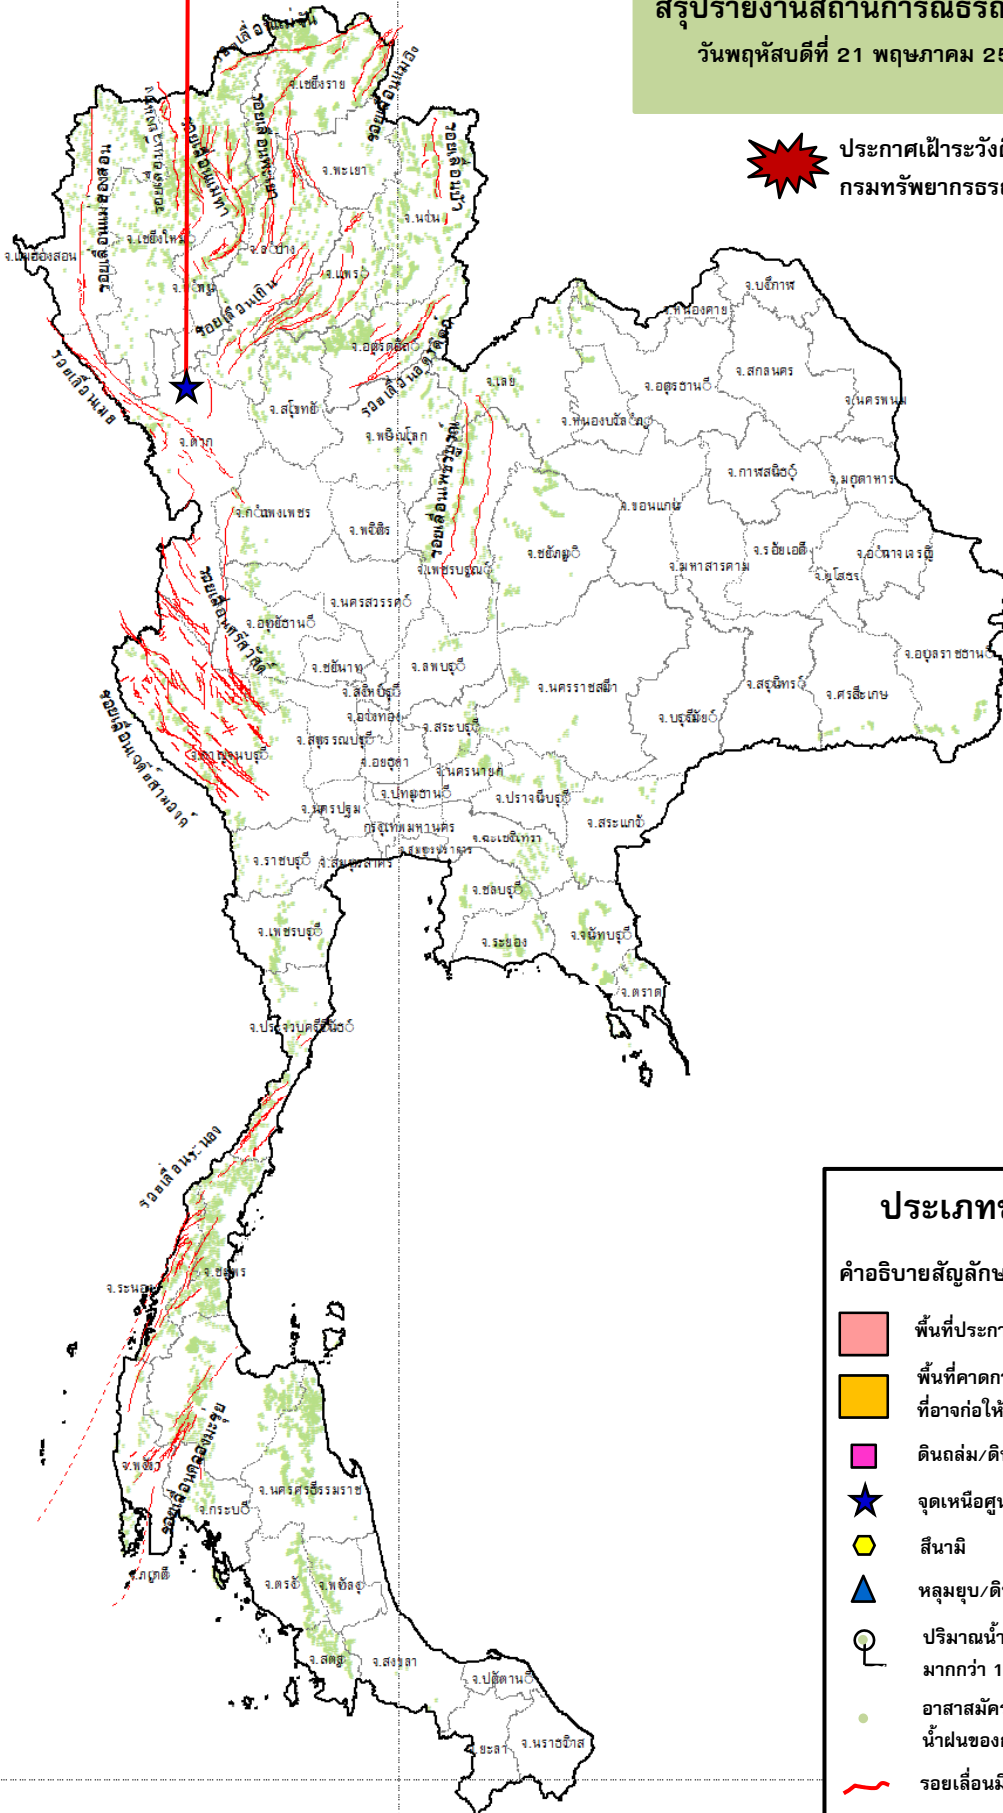 สรุปรายงานสถานการณ์ธรณ
วันพฤหัสบดีที่ 21 พฤษภาคม 25
ประกาศเฝ้าระวัง
กรมทรัพยากรธรณ
รอยเลื่อนแม่จัน
รอยเลื่อนแม่อิง
รอยเลื่อนแม่ฮ่องสอน
รอยเลื่อนแม่ทา
รอยเลื่อนพะเยา
รอยเลื่อนปัว
จ.เชียงราย
จ.พะเยา
จ.น่าน
จ.แม่ฮ่องสอน
จ.เชียงใหม่
จ.ลำปาง
จ.ลำพูน
จ.แพร่
รอยเลื่อนเถิน
จ.อุตรดิตถ์
รอยเลื่อนอุตรดิตถ์
รอยเลื่อนเมย
จ.บึงกาฬ
จ.หนองคาย
จ.เลย
จ.อุดรธานี
จ.สกลนคร
จ.นครพนม
จ.สุโขทัย
จ.หนองบัวลำภู
จ.ตาก
จ.พิษณุโลก
รอยเลื่อนเพชรบูรณ์
จ.กาฬสินธุ์
จ.มุกดาหาร
จ.กำแพงเพชร
จ.พิจิตร
จ.ขอนแก่น
จ.เพชรบูรณ์
จ.ชัยภูมิ
จ.มหาสารคาม
จ.ร้อยเอ็ด
จ.ยโสธร
จ.อำนาจเจริญ
รอยเลื่อนศรีสวัสดิ์
จ.นครสวรรค์
จ.อุทัยธานี
จ.ชัยนาท
จ.ลพบุรี
จ.นครราชสีมา
จ.บุรีรัมย์
จ.สุรินทร์
จ.ศรีสะเกษ
จ.อุบลราชธานี
รอยเลื่อนเจดีย์สามองค์
จ.สิงห์บุรี
จ.อ่างทอง
จ.สระบุรี
จ.สุพรรณบุรี
จ.อยุธยา
จ.กาญจนบุรี
จ.นครนายก
จ.ปทุมธานี
จ.ปราจีนบุรี
จ.นครปฐม
กรุงเทพมหานคร
จ.ฉะเชิงเทรา
จ.สระแก้ว
จ.ราชบุรี
จ.สมุทรสาคร
จ.สมุทรปราการ
จ.ชลบุรี
จ.เพชรบุรี
จ.ระยอง
จ.จันทบุรี
จ.ตราด
จ.ประจวบคีรีขันธ์
รอยเลื่อนระนอง
จ.ชุมพร
จ.ระนอง
จ.พังงา
รอยเลื่อนคลองมะรุ่ย
จ.นครศรีธรรมราช
จ.กระบี่
จ.ภูเก็ต
จ.ตรัง
จ.พัทลุง
จ.สตูล
จ.สงขลา
จ.ปัตตานี
จ.ยะลา
จ.นราธิวาส
ประเภท
คำอธิบายสัญลักษ
พื้นที่ประกา
พื้นที่คาดกา
ที่อาจก่อให้
ดินถล่ม/ดิ
จุดเหนือศูน
สึนามิ
หลุมยุบ/ดิ
ปริมาณน้ำ
มากกว่า 1
อาสาสมัคร
น้ำฝนของ
รอยเลื่อนมี